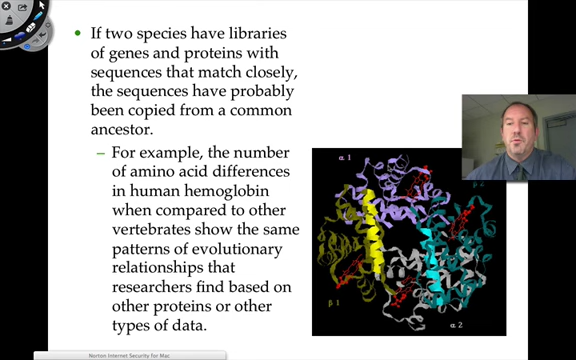 If two species have libraries
of genes and proteins with
sequences that match closely,
the sequences have probably
been copied from a common
ancestor.
– For example, the number
of amino acid differences
in human hemoglobin
when compared to other
vertebrates show the same
patterns of evolutionary
relationships that
researchers find based on
other proteins or other
types of data.
α 1
β 2
β 1
α 2
Norton Internet Security for Mac